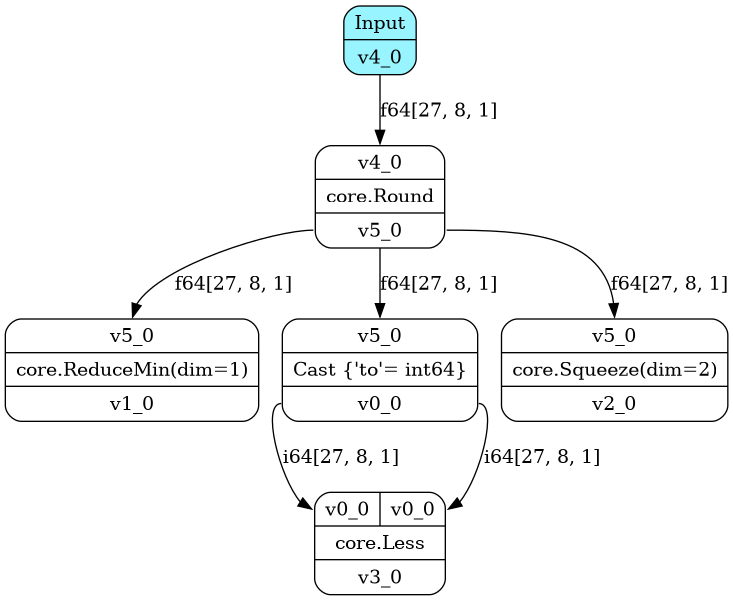 Input
v4_0
f64[27, 8, 1]
v4_0
core.Round
v5_0
f64[27, 8, 1]
f64[27, 8, 1]
f64[27, 8, 1]
v5_0
core.ReduceMin(dim=1)
v1_0
v5_0
Cast {'to'= int64}
v0_0
v5_0
core.Squeeze(dim=2)
v2_0
i64[27, 8, 1]
i64[27, 8, 1]
v0_0
v0_0
core.Less
v3_0